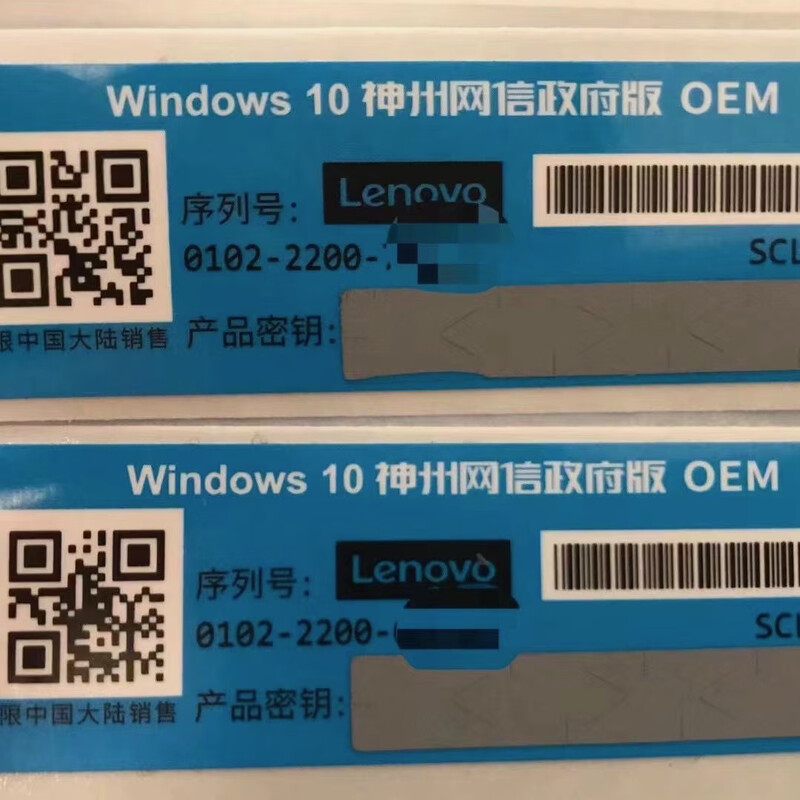 Windows 10 神州网信政府版 OEM
序列号：
Lenovo
0102-2200-
SCL
限中国大陆销售
产品密钥：
Windows 10 神州网信政府版 OEM
序列号：
Lenovo
0102-2200-
SCL
限中国大陆销售
产品密钥：